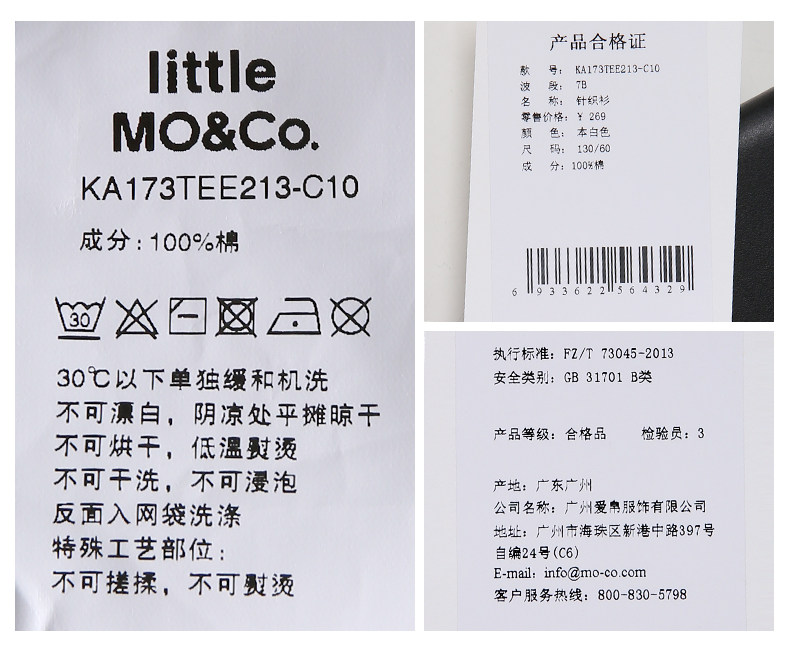 little
MO&Co.
KA173TEE213-C10
成分:100%棉
30
30℃以下单独缓和机洗
不可漂白，阴凉处平摊晾干
不可烘干，低温熨烫
不可干洗，不可浸泡
反面入网袋洗涤
特殊工艺部位:
不可搓揉，不可熨烫
产品合格证
款 号: KA173TEE213-C10
波 段: 7B
名 称: 针织衫
零售价格: ¥ 269
颜 色: 本白色
尺 码: 130/60
成 分: 100%棉
6 933622 564329
执行标准: FZ/T 73045-2013
安全类别: GB 31701 B类
产品等级: 合格品 检验员: 3
产地: 广东广州
公司名称: 广州爱帛服饰有限公司
地址: 广州市海珠区新港中路397号
自编24号(C6)
E-mail: info@mo-co.com
客户服务热线: 800-830-5798